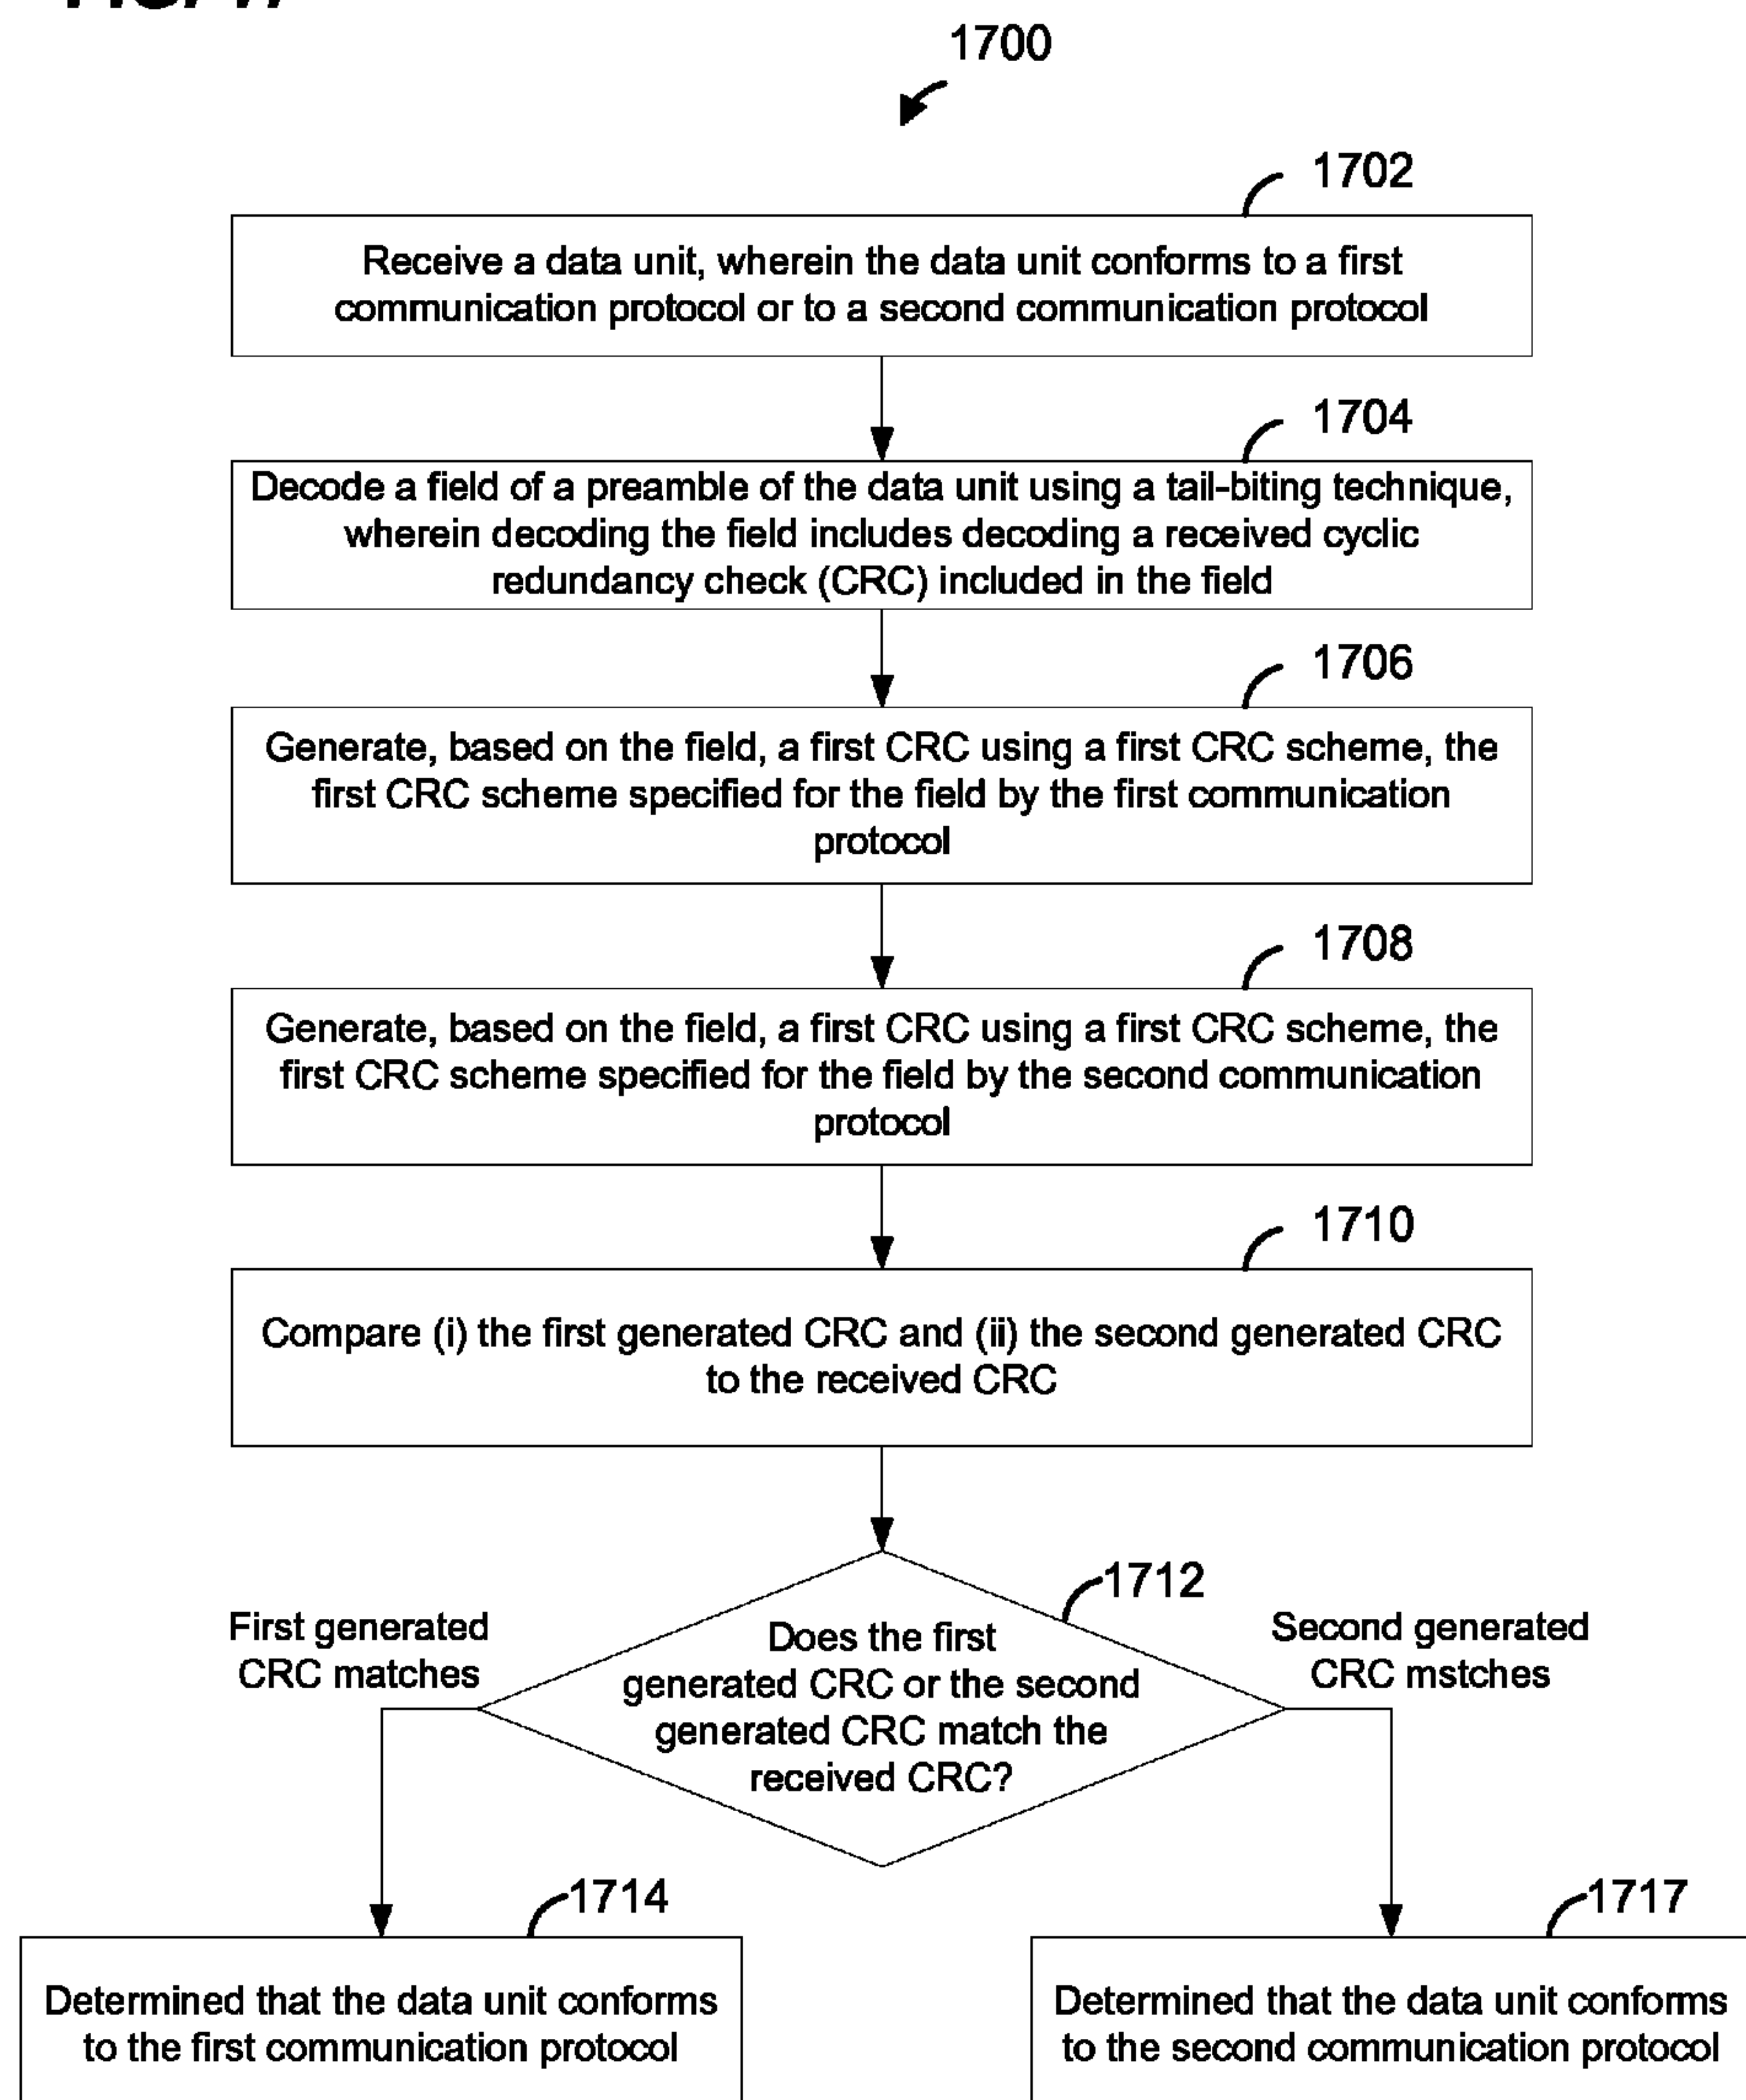 1700
1702
Receive a data unit, wherein the data unit conforms to a first
communication protocol or to a second communication protocol
1704
Decode a field of a preamble of the data unit using a tail-biting technique,
wherein decoding the field includes decoding a received cyclic
redundancy check (CRC) included in the field
1706
Generate, based on the field, a first CRC using a first CRC scheme, the
first CRC scheme specified for the field by the first communication
protocol
1708
Generate, based on the field, a first CRC using a first CRC scheme, the
first CRC scheme specified for the field by the second communication
protocol
1710
Compare (i) the first generated CRC and (ii) the second generated CRC
to the received CRC
1712
Does the first
generated CRC or the second
generated CRC match the
received CRC?
First generated
CRC matches
Second generated
CRC mstches
1714
Determined that the data unit conforms
to the first communication protocol
1717
Determined that the data unit conforms
to the second communication protocol